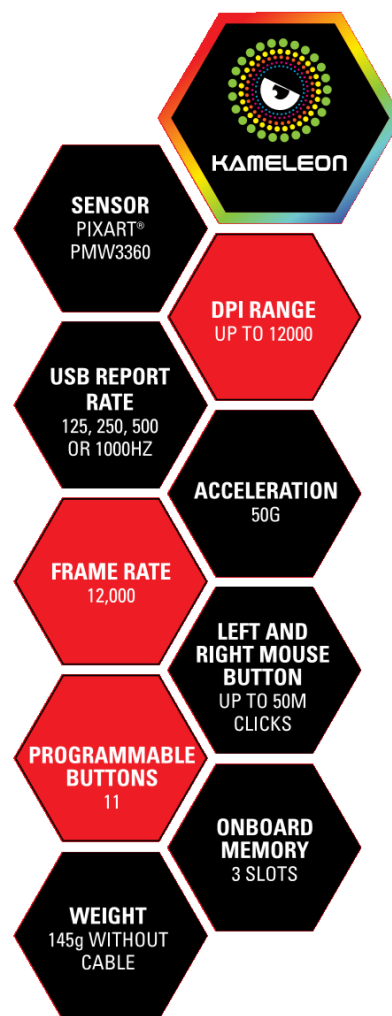 KAMELEON
SENSOR
PIXART®
PMW3360
DPI RANGE
UP TO 12000
USB REPORT
RATE
125, 250, 500
OR 1000HZ
ACCELERATION
50G
FRAME RATE
12,000
LEFT AND
RIGHT MOUSE
BUTTON
UP TO 50M
CLICKS
PROGRAMMABLE
BUTTONS
11
ONBOARD
MEMORY
3 SLOTS
WEIGHT
145g WITHOUT
CABLE